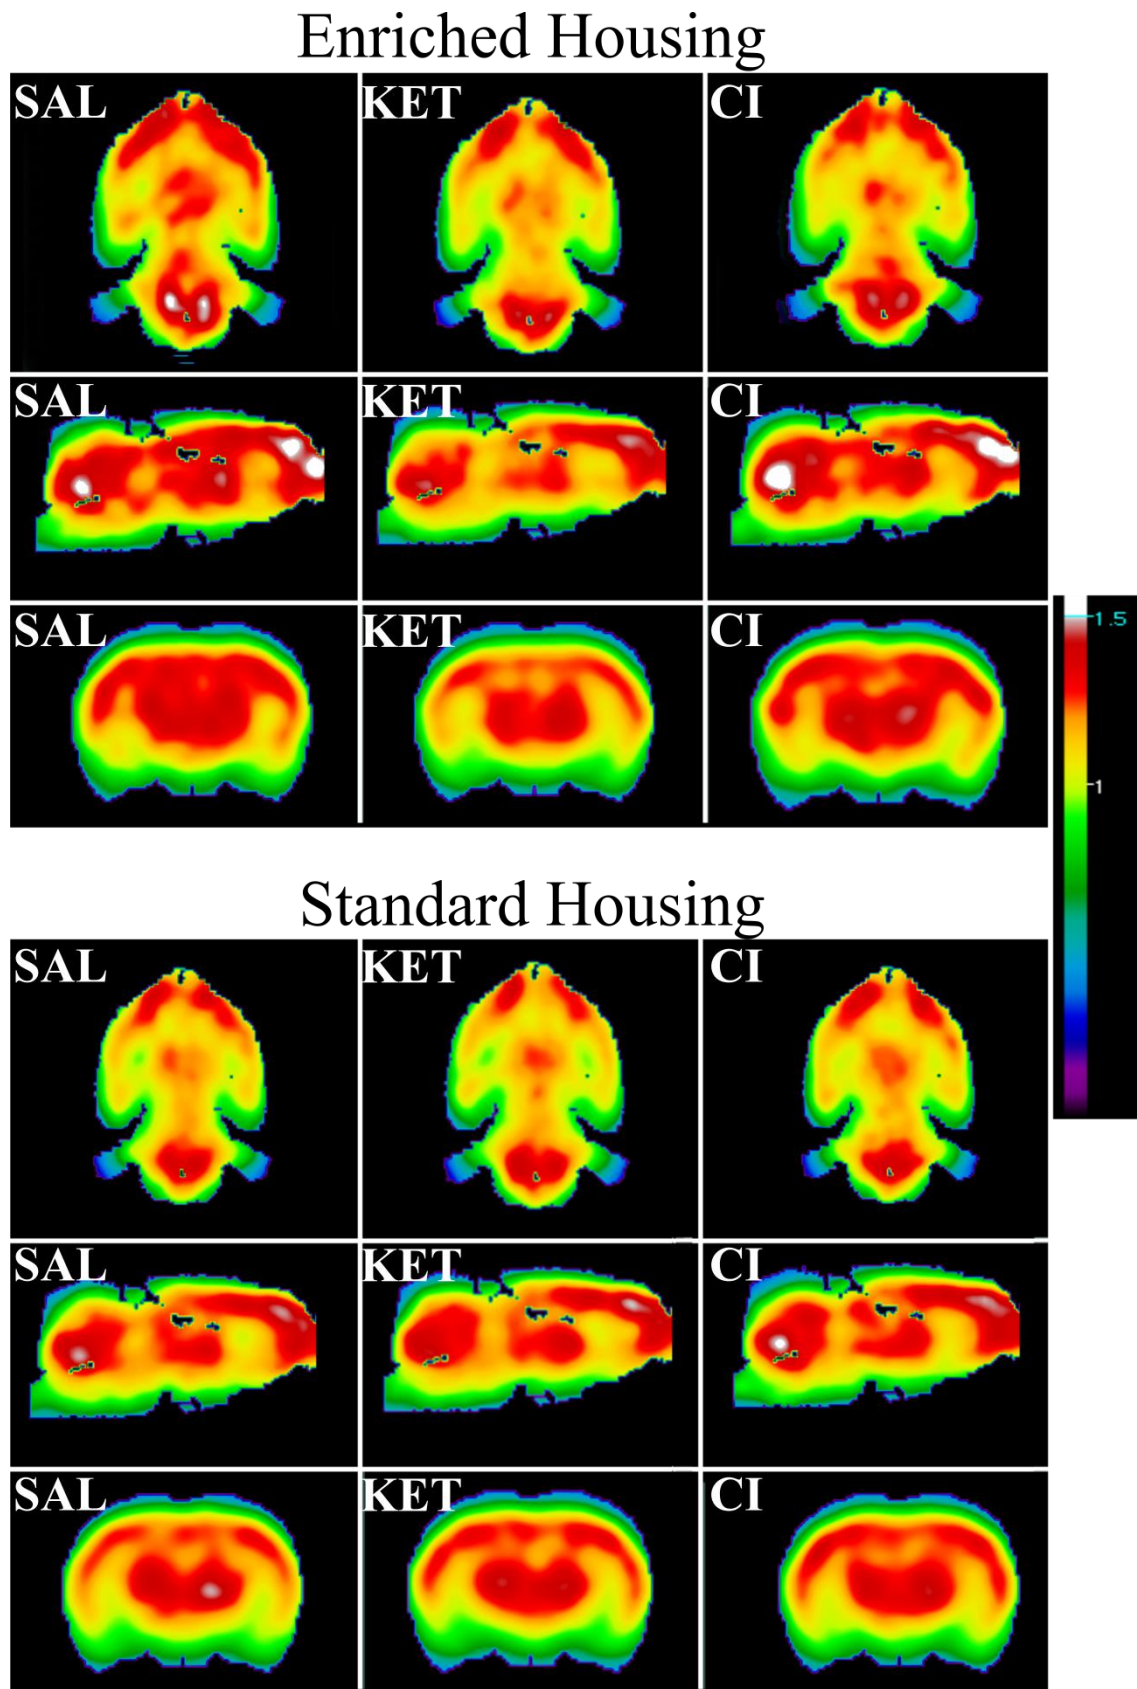 Enriched Housing
SAL KET CI
SAL KET CI
SAL KET CI
1.5
1
Standard Housing
SAL KET CI
SAL KET CI
SAL KET CI